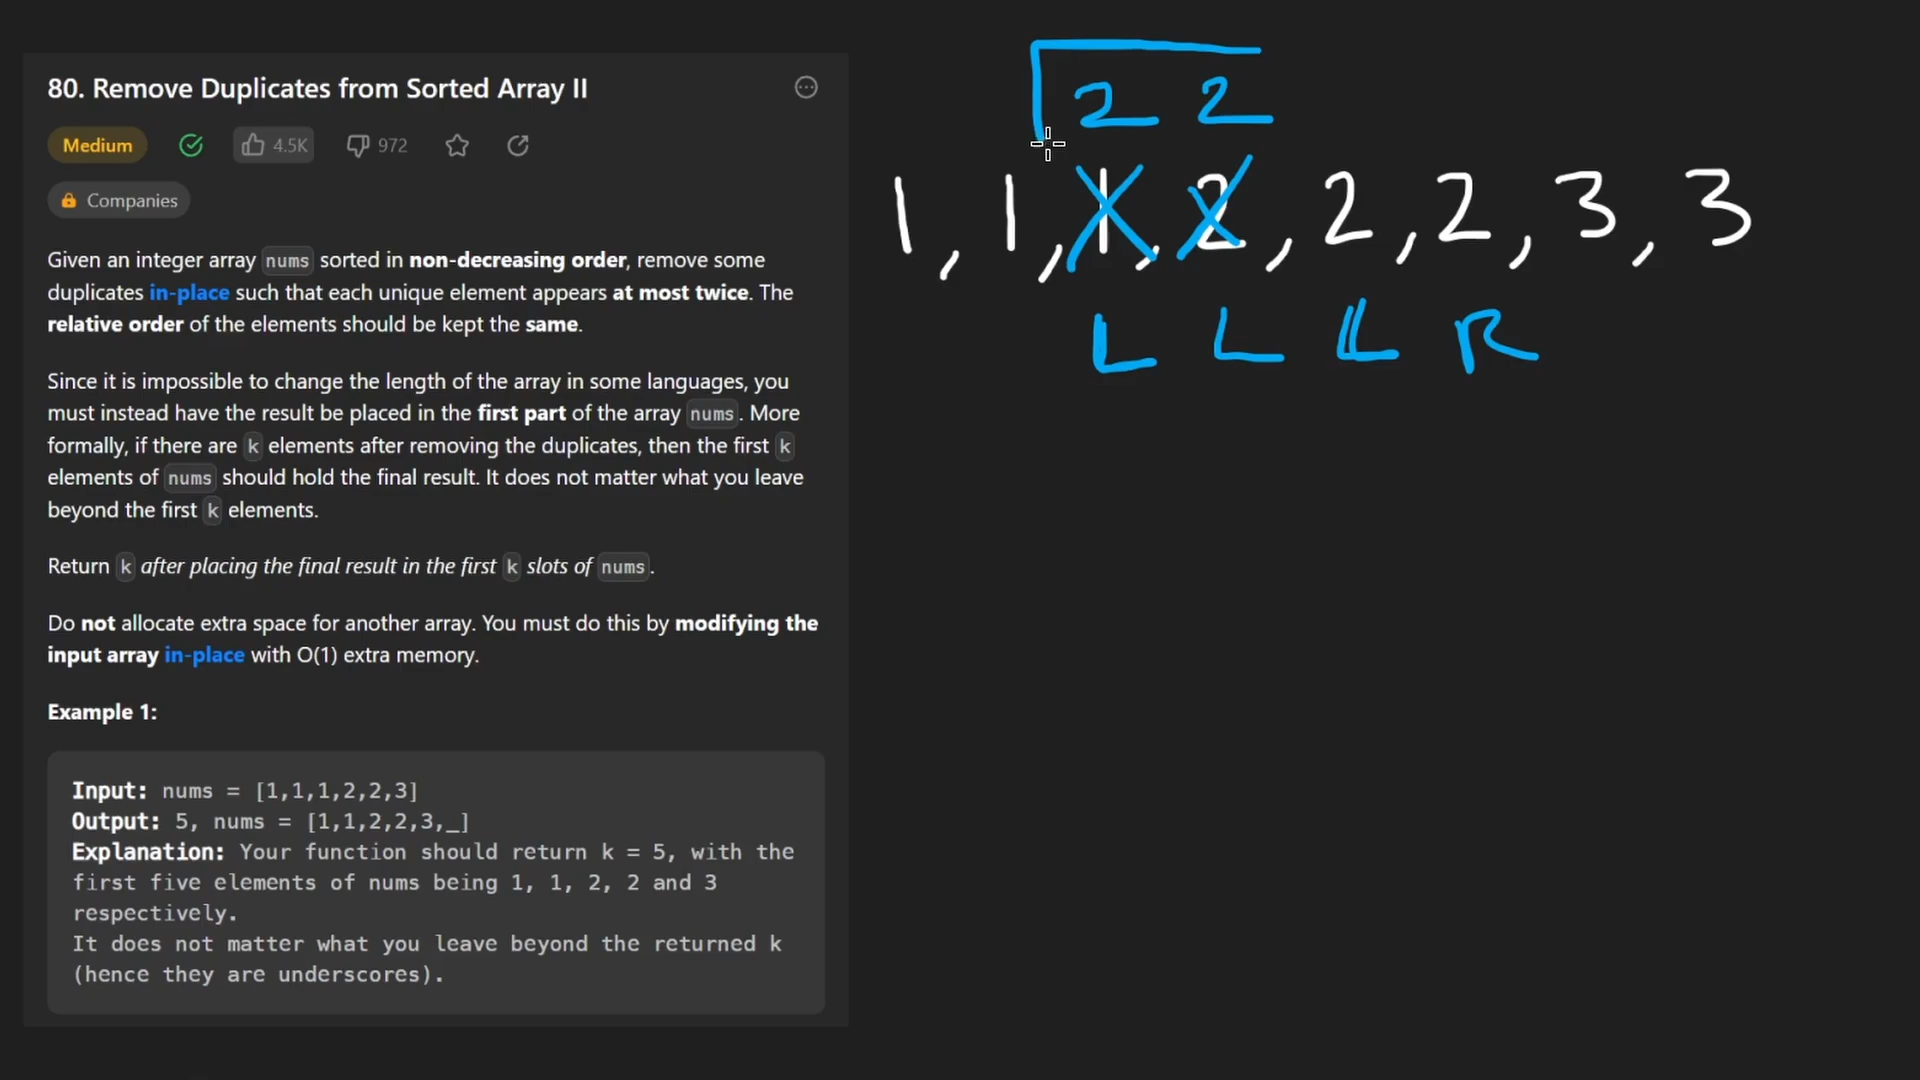 80. Remove Duplicates from Sorted Array II
Medium 4.5K 972
Companies
Given an integer array nums sorted in non-decreasing order, remove some
duplicates in-place such that each unique element appears at most twice. The
relative order of the elements should be kept the same.
Since it is impossible to change the length of the array in some languages, you
must instead have the result be placed in the first part of the array nums. More
formally, if there are k elements after removing the duplicates, then the first k
elements of nums should hold the final result. It does not matter what you leave
beyond the first k elements.
Return k after placing the final result in the first k slots of nums.
Do not allocate extra space for another array. You must do this by modifying the
input array in-place with O(1) extra memory.
Example 1:
Input: nums = [1,1,1,2,2,3]
Output: 5, nums = [1,1,2,2,3,_]
Explanation: Your function should return k = 5, with the
first five elements of nums being 1, 1, 2, 2 and 3
respectively.
It does not matter what you leave beyond the returned k
(hence they are underscores).
2 2
1, 1, 1, 2, 2, 2, 3, 3
L L L R